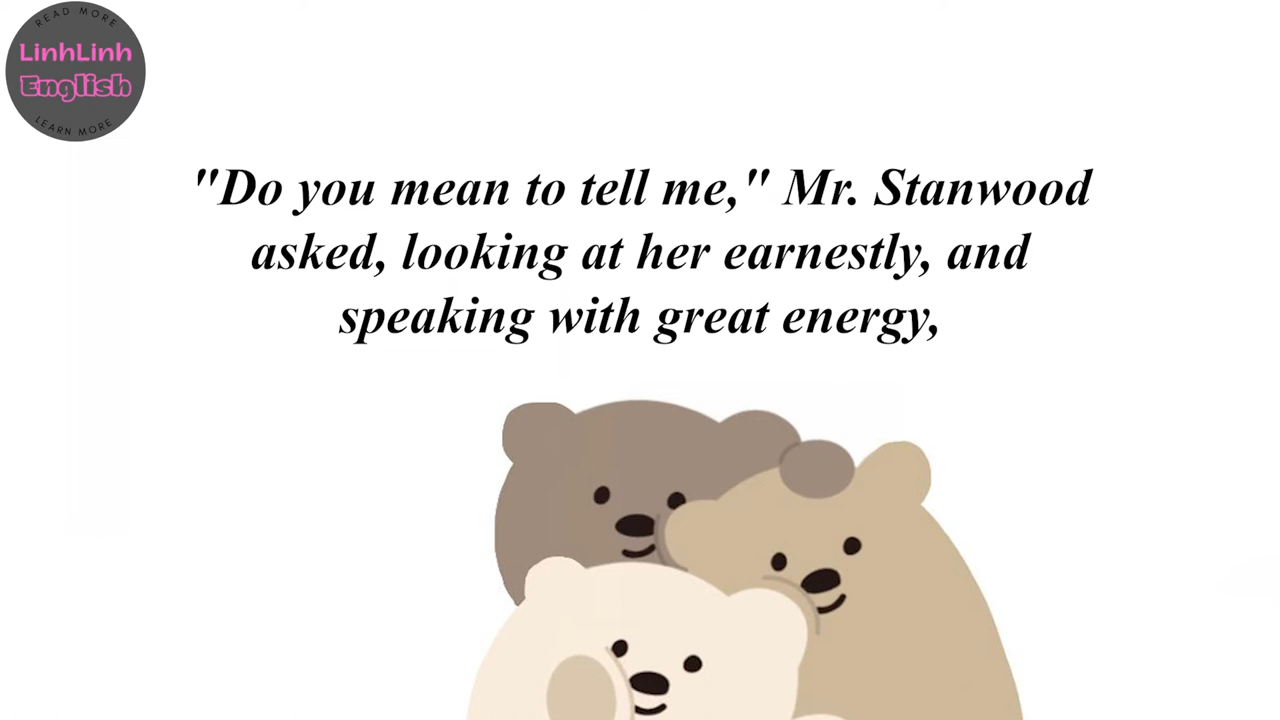 READ MORE
LinhLinh
English
LEARN MORE
"Do you mean to tell me," Mr. Stanwood
asked, looking at her earnestly, and
speaking with great energy,